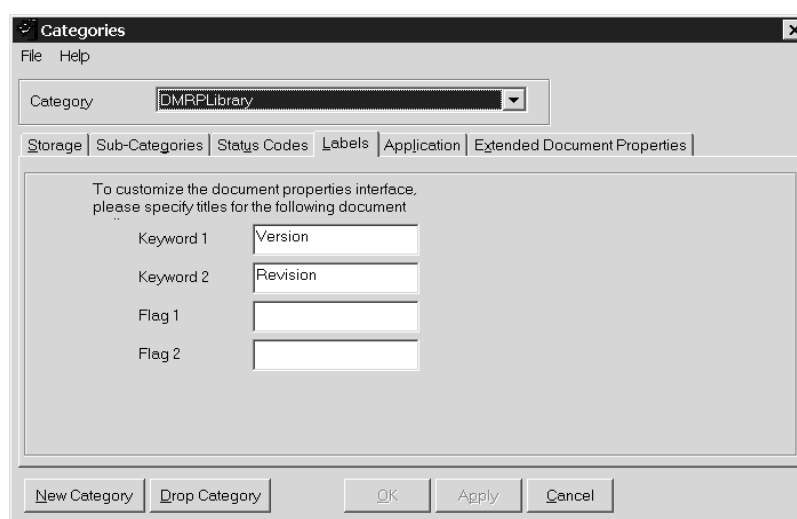 Categories
File Help
Category DMRPLibrary
Storage Sub-Categories Status Codes Labels Application Extended Document Properties
To customize the document properties interface,
please specify titles for the following document
Keyword 1 Version
Keyword 2 Revision
Flag 1
Flag 2
New Category Drop Category OK Apply Cancel